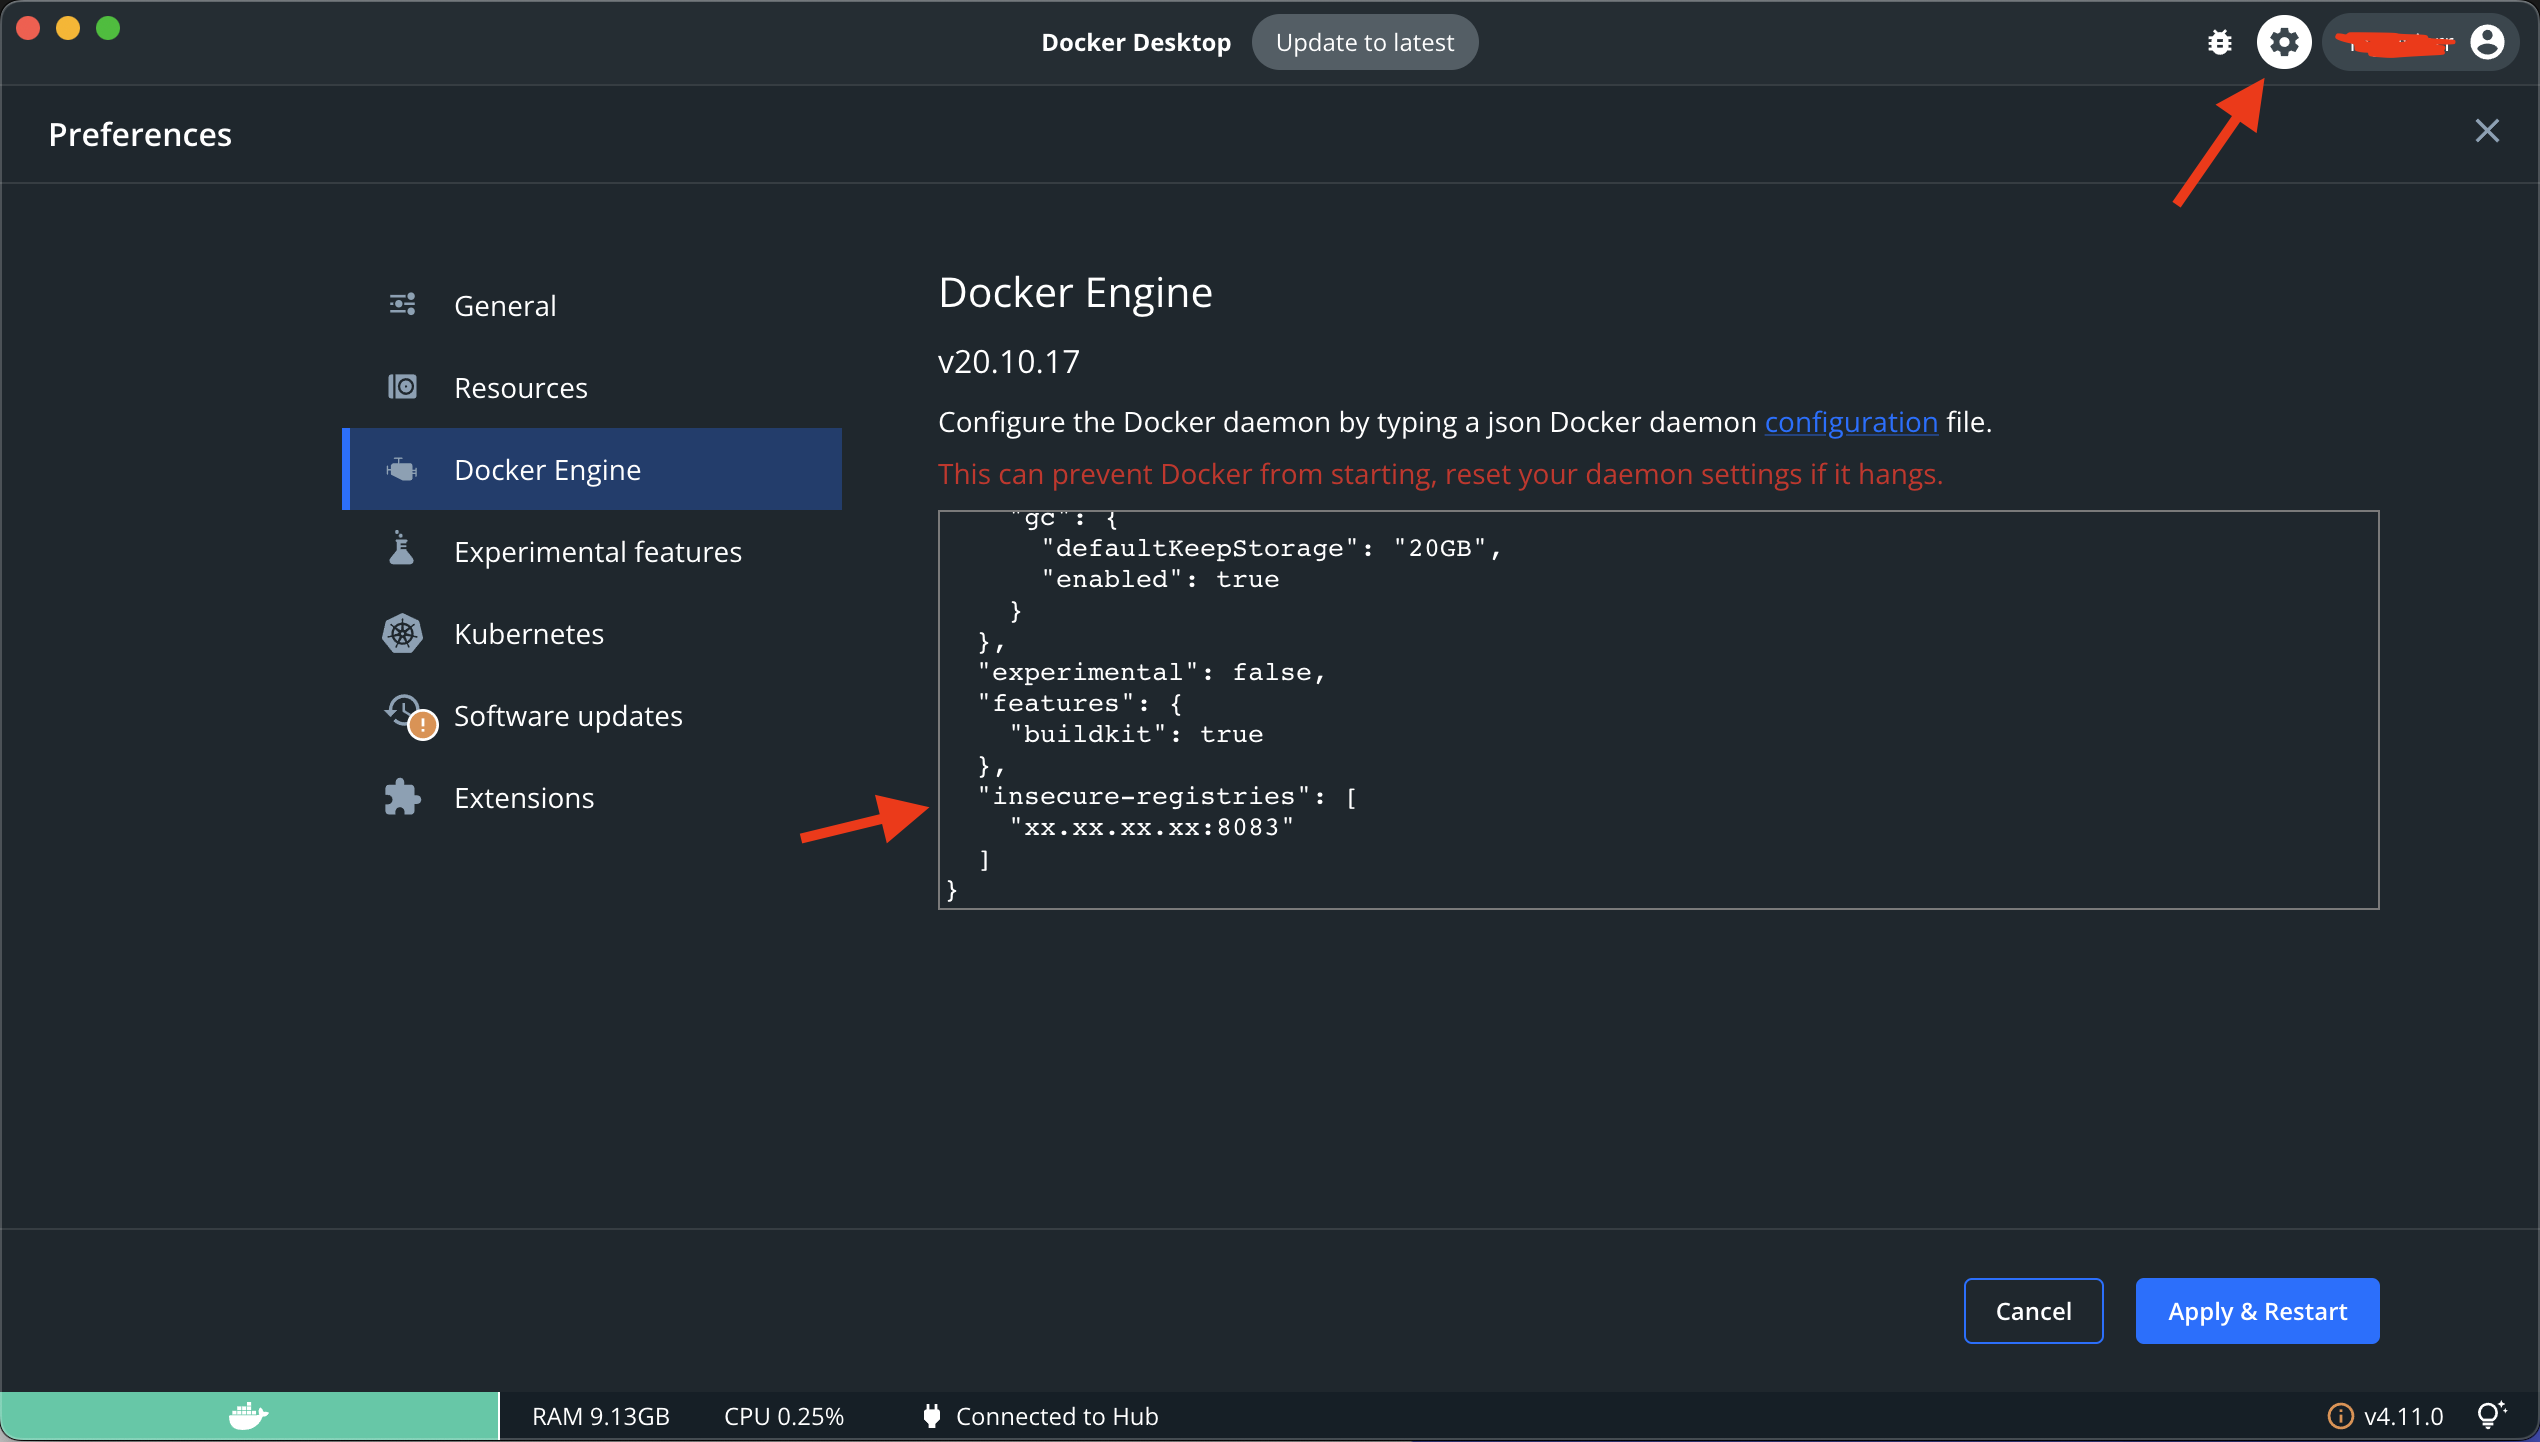 Docker Desktop
Update to latest
Preferences
General
Resources
Docker Engine
Experimental features
Kubernetes
Software updates
Extensions
Docker Engine
v20.10.17
Configure the Docker daemon by typing a json Docker daemon configuration file.
This can prevent Docker from starting, reset your daemon settings if it hangs.
"gc": {
"defaultKeepStorage": "20GB",
"enabled": true
}
},
"experimental": false,
"features": {
"buildkit": true
},
"insecure-registries": [
"xx.xx.xx.xx:8083"
]
}
Cancel
Apply & Restart
RAM 9.13GB
CPU 0.25%
Connected to Hub
v4.11.0